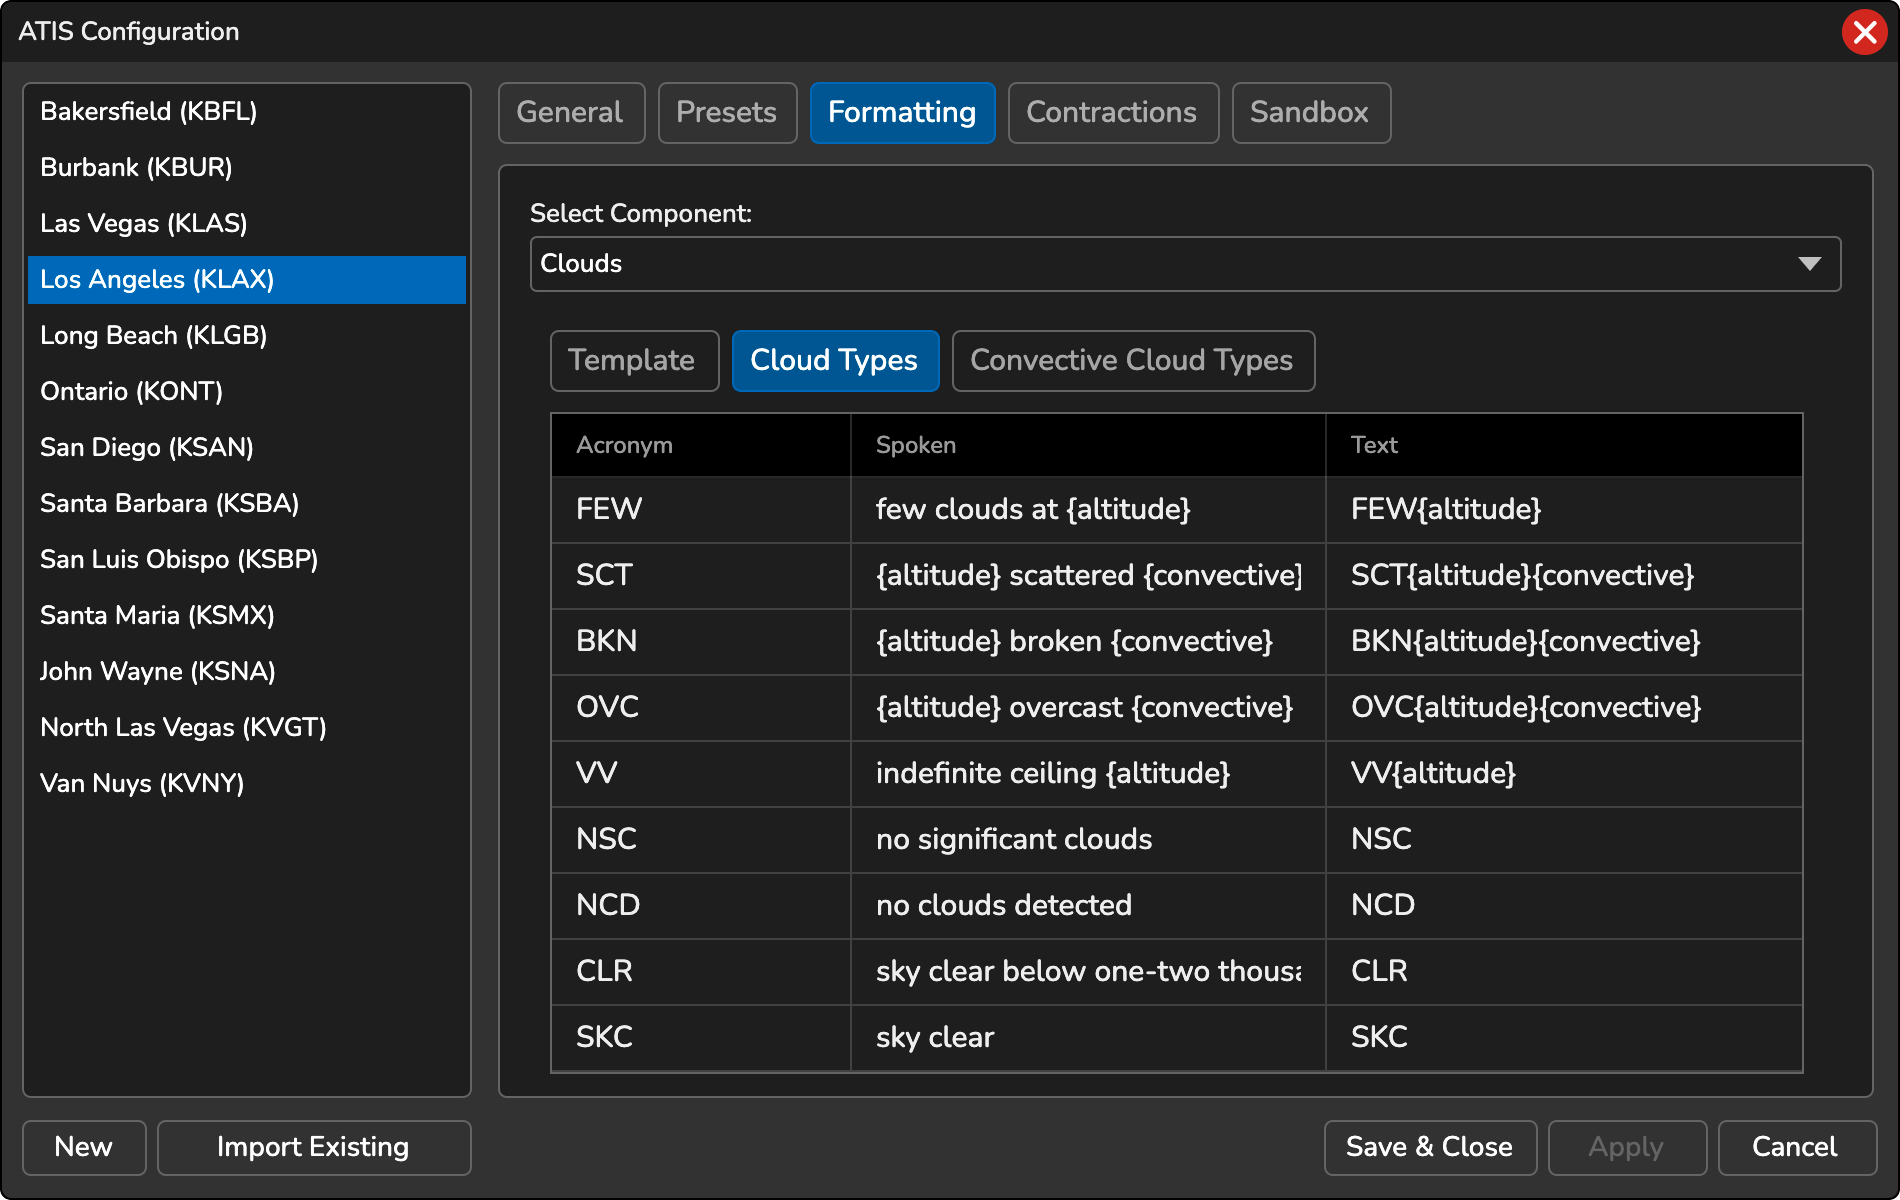 ATIS Configuration
Bakersfield (KBFL)
Burbank (KBUR)
Las Vegas (KLAS)
Los Angeles (KLAX)
Long Beach (KLGB)
Ontario (KONT)
San Diego (KSAN)
Santa Barbara (KSBA)
San Luis Obispo (KSBP)
Santa Maria (KSMX)
John Wayne (KSNA)
North Las Vegas (KVGT)
Van Nuys (KVNY)
New Import Existing
General Presets Formatting Contractions Sandbox
Select Component:
Clouds
Template Cloud Types Convective Cloud Types
Acronym Spoken Text
FEW few clouds at {altitude} FEW{altitude}
SCT {altitude} scattered {convective} SCT{altitude}{convective}
BKN {altitude} broken {convective} BKN{altitude}{convective}
OVC {altitude} overcast {convective} OVC{altitude}{convective}
VV indefinite ceiling {altitude} VV{altitude}
NSC no significant clouds NSC
NCD no clouds detected NCD
CLR sky clear below one-two CLR
SKC sky clear SKC
Save & Close Apply Cancel